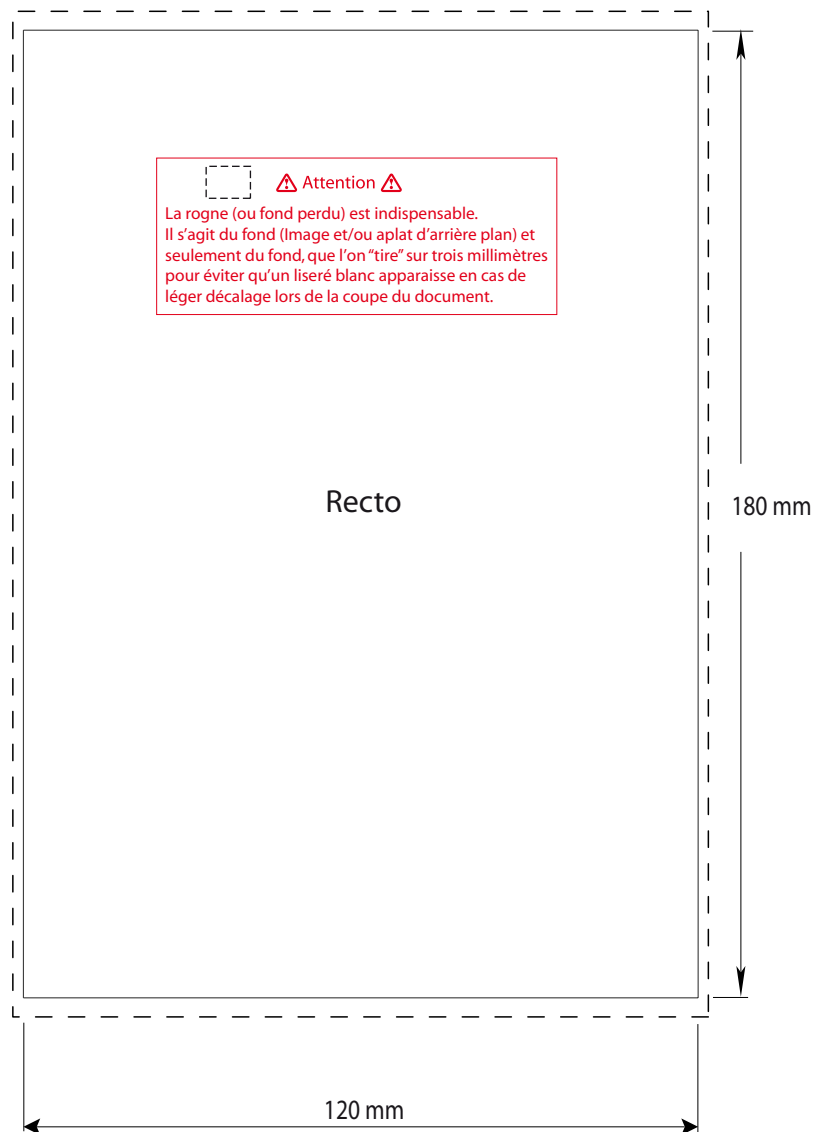 Attention
La rogne (ou fond perdu) est indispensable.
Il s’agit du fond (Image et/ou aplat d’arrière plan) et
seulement du fond, que l’on “tire” sur trois millimètres
pour éviter qu’un liseré blanc apparaisse en cas de
léger décalage lors de la coupe du document.
Recto
180 mm
120 mm